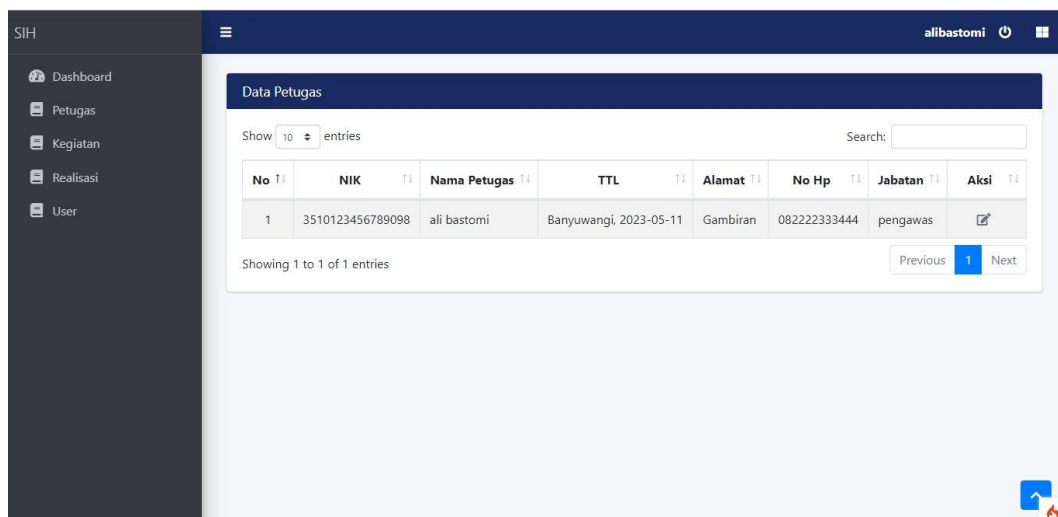 SIH
alibastomi
Dashboard
Petugas
Kegiatan
Realisasi
User
Data Petugas
Show 10 entries Search:
No NIK Nama Petugas TTL Alamat No Hp Jabatan Aksi
1 3510123456789098 ali bastomi Banyuwangi, 2023-05-11 Gambiran 082222333444 pengawas
Showing 1 to 1 of 1 entries Previous 1 Next